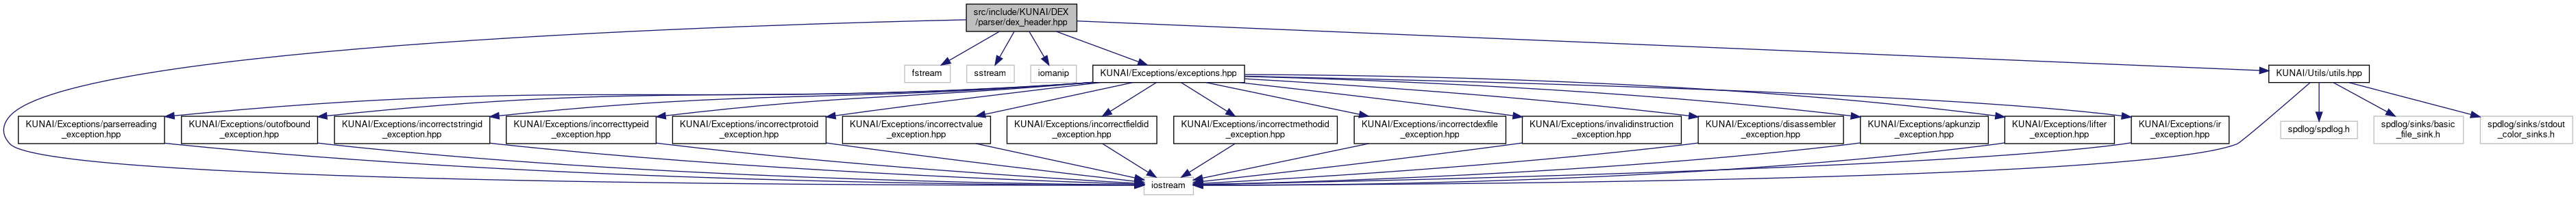 src/include/KUNAI/DEX
/parser/dex_header.hpp
fstream
sstream
iomanip
KUNAI/Exceptions/exceptions.hpp
KUNAI/Utils/utils.hpp
KUNAI/Exceptions/parserreading
_exception.hpp
KUNAI/Exceptions/outofbound
_exception.hpp
KUNAI/Exceptions/incorrectstringid
_exception.hpp
KUNAI/Exceptions/incorrecttypeid
_exception.hpp
KUNAI/Exceptions/incorrectprotoid
_exception.hpp
KUNAI/Exceptions/incorrectvalue
_exception.hpp
KUNAI/Exceptions/incorrectfieldid
_exception.hpp
KUNAI/Exceptions/incorrectmethodid
_exception.hpp
KUNAI/Exceptions/incorrectdexfile
_exception.hpp
KUNAI/Exceptions/invalidinstruction
_exception.hpp
KUNAI/Exceptions/disassembler
_exception.hpp
KUNAI/Exceptions/apkunzip
_exception.hpp
KUNAI/Exceptions/lifter
_exception.hpp
KUNAI/Exceptions/ir
_exception.hpp
spdlog/spdlog.h
spdlog/sinks/basic
_file_sink.h
spdlog/sinks/stdout
_color_sinks.h
iostream